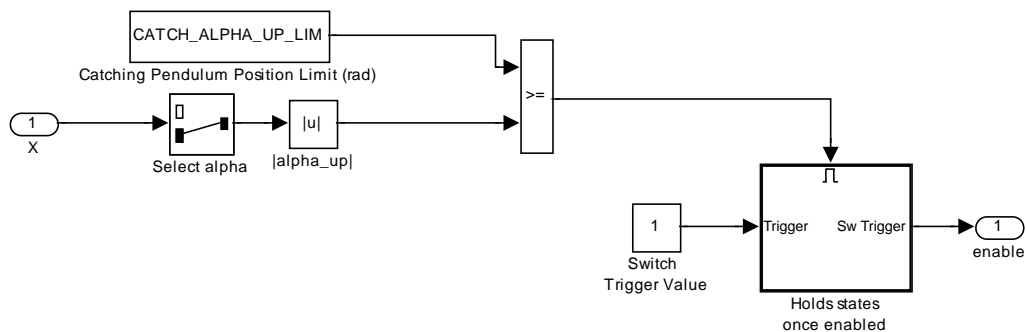 CATCH_ALPHA_UP_LIM
Catching Pendulum Position Limit (rad)
>=
1
X
Select alpha
|u|
|alpha_up|
1
Switch
Trigger Value
Trigger
Sw Trigger
Holds states
once enabled
1
enable